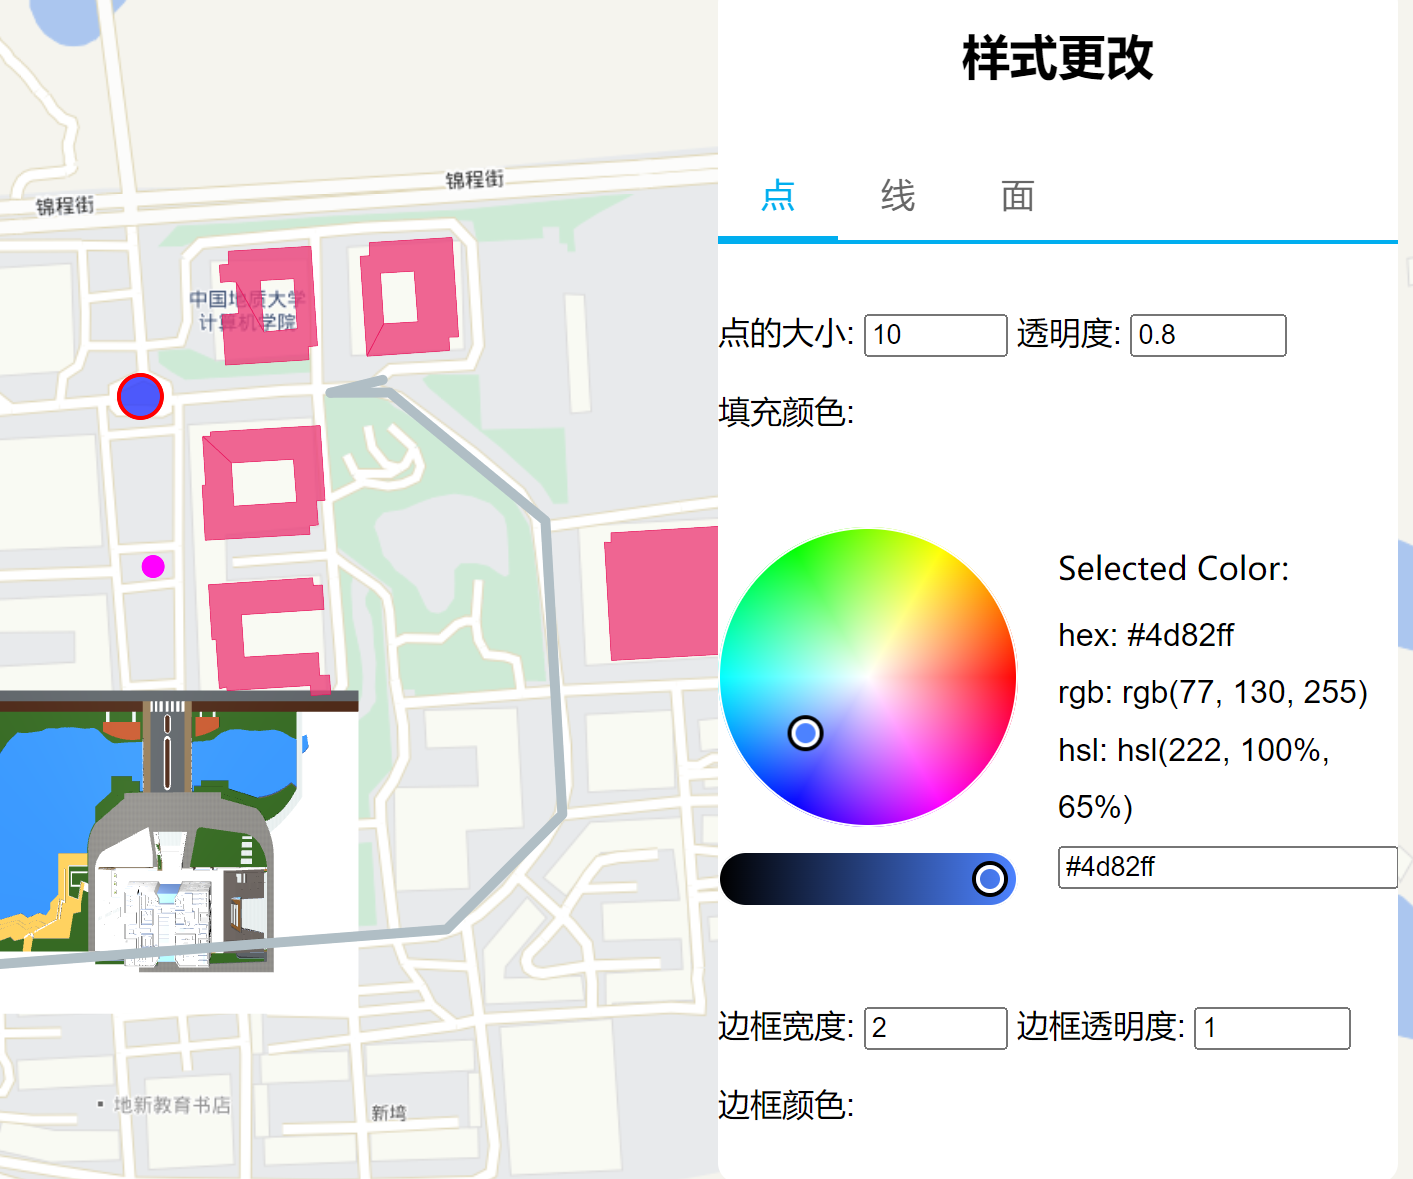 锦程街
锦程街
中国地质大学
计算机学院
地新教育书店
新塆
样式更改
点 线 面
点的大小: 10 透明度: 0.8
填充颜色:
Selected Color:
hex: #4d82ff
rgb: rgb(77, 130, 255)
hsl: hsl(222, 100%,
65%)
#4d82ff
边框宽度: 2 边框透明度: 1
边框颜色: